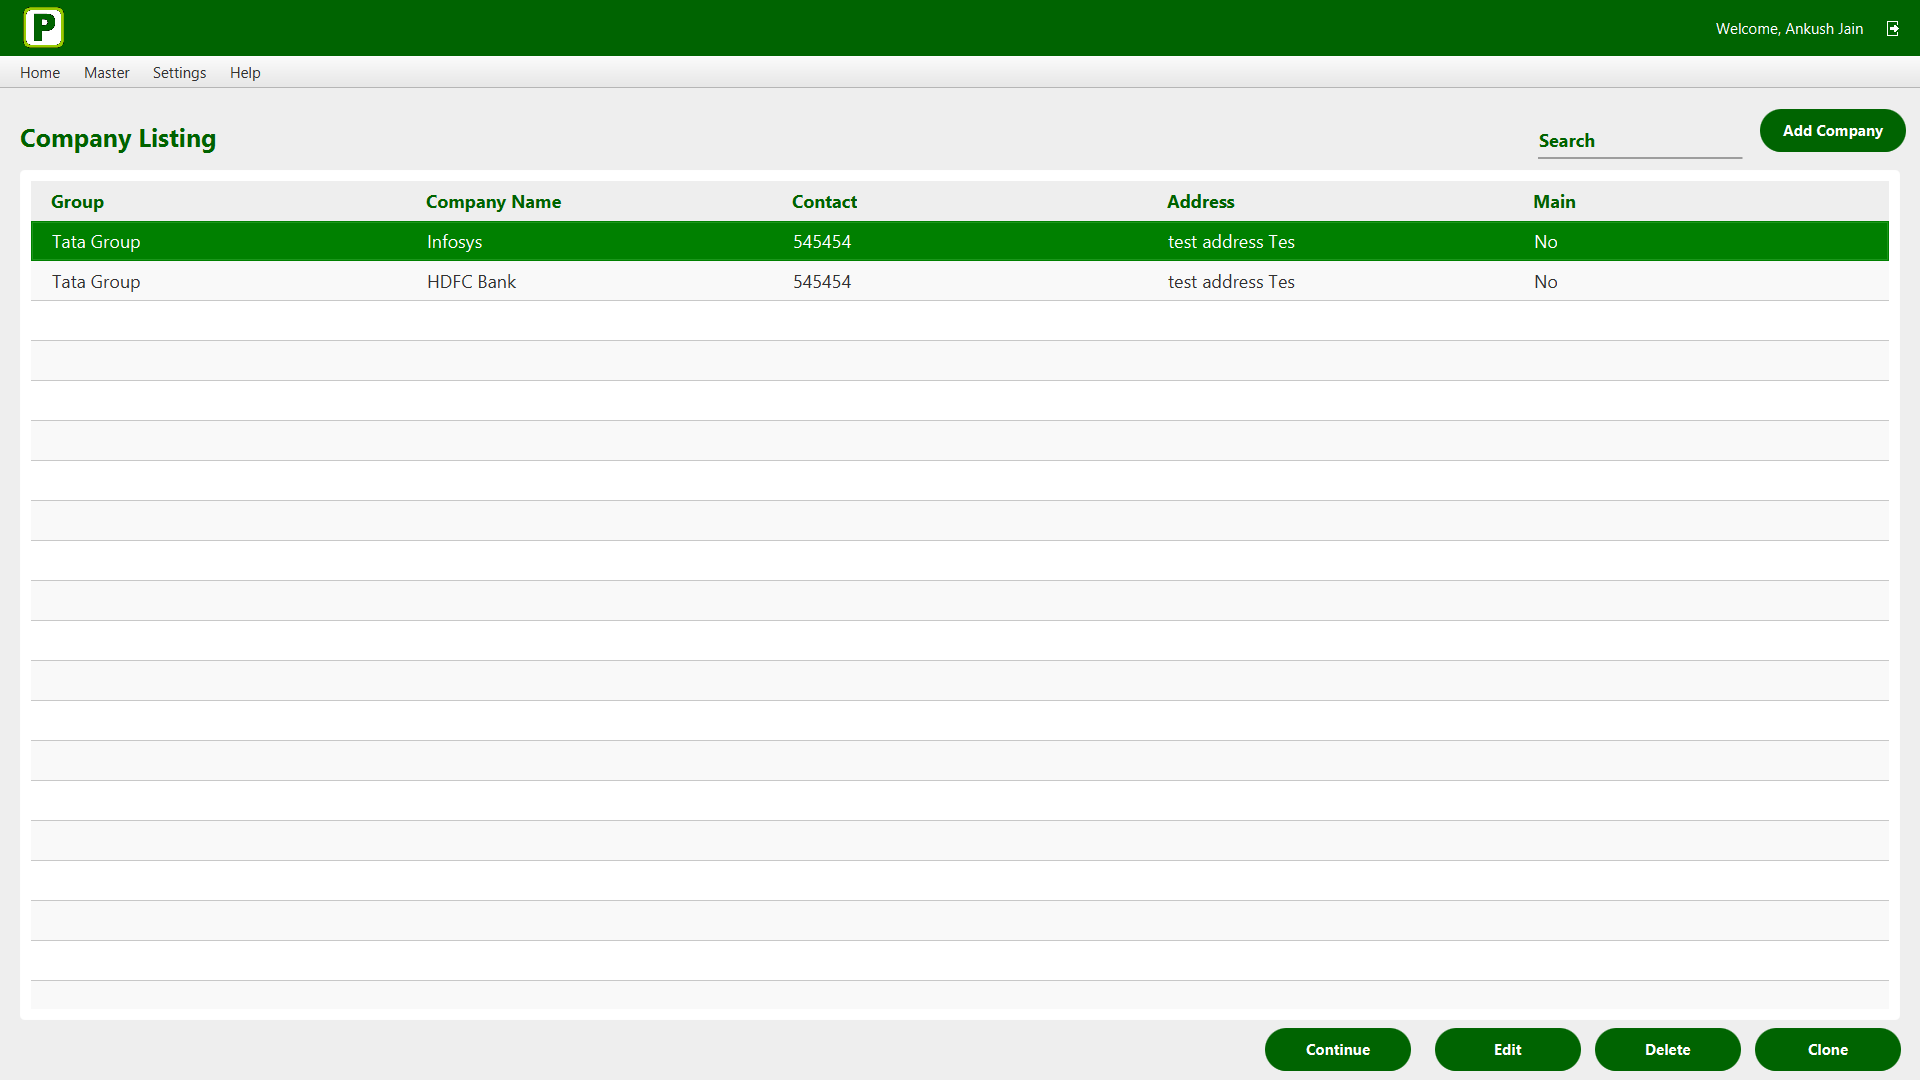 P
Welcome, Ankush Jain
Home Master Settings Help
Company Listing
Search
Add Company
Group Company Name Contact Address Main
Tata Group Infosys 545454 test address Tes No
Tata Group HDFC Bank 545454 test address Tes No
Continue Edit Delete Clone